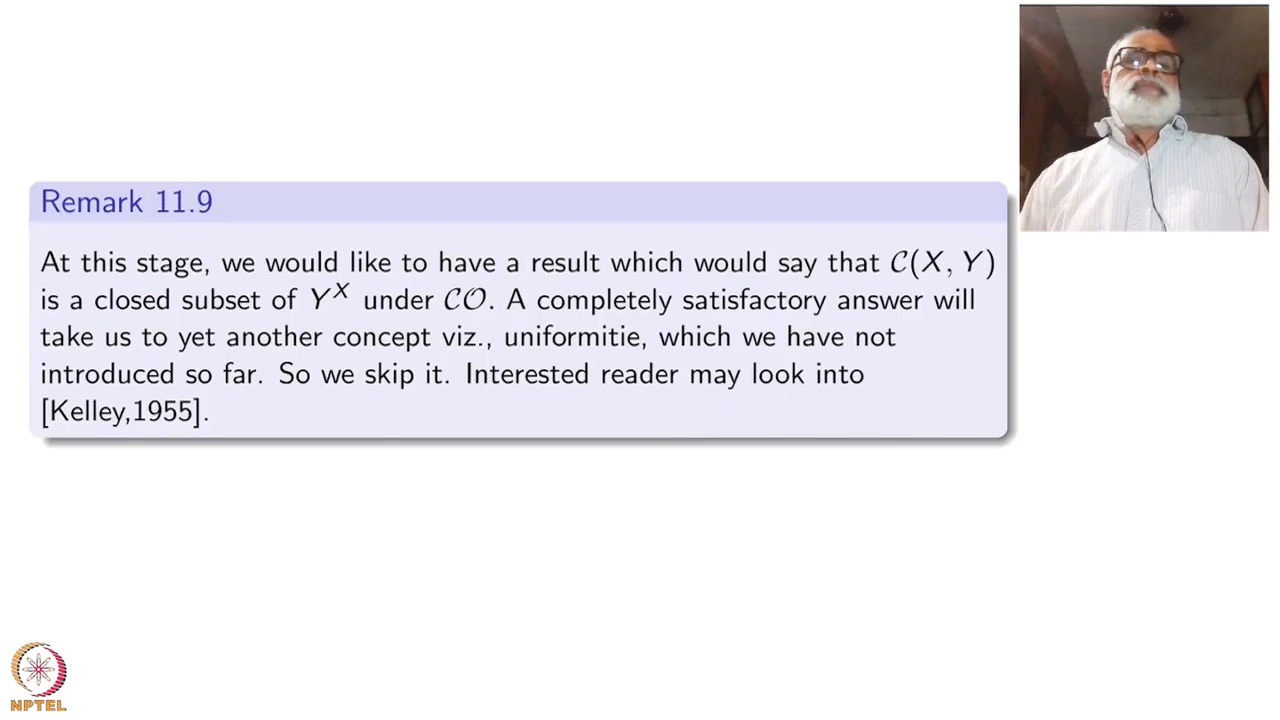 Remark 11.9
At this stage, we would like to have a result which would say that 𝒞(X, Y)
is a closed subset of Y^X under 𝒞𝒪. A completely satisfactory answer will
take us to yet another concept viz., uniformitie, which we have not
introduced so far. So we skip it. Interested reader may look into
[Kelley,1955].
NPTEL